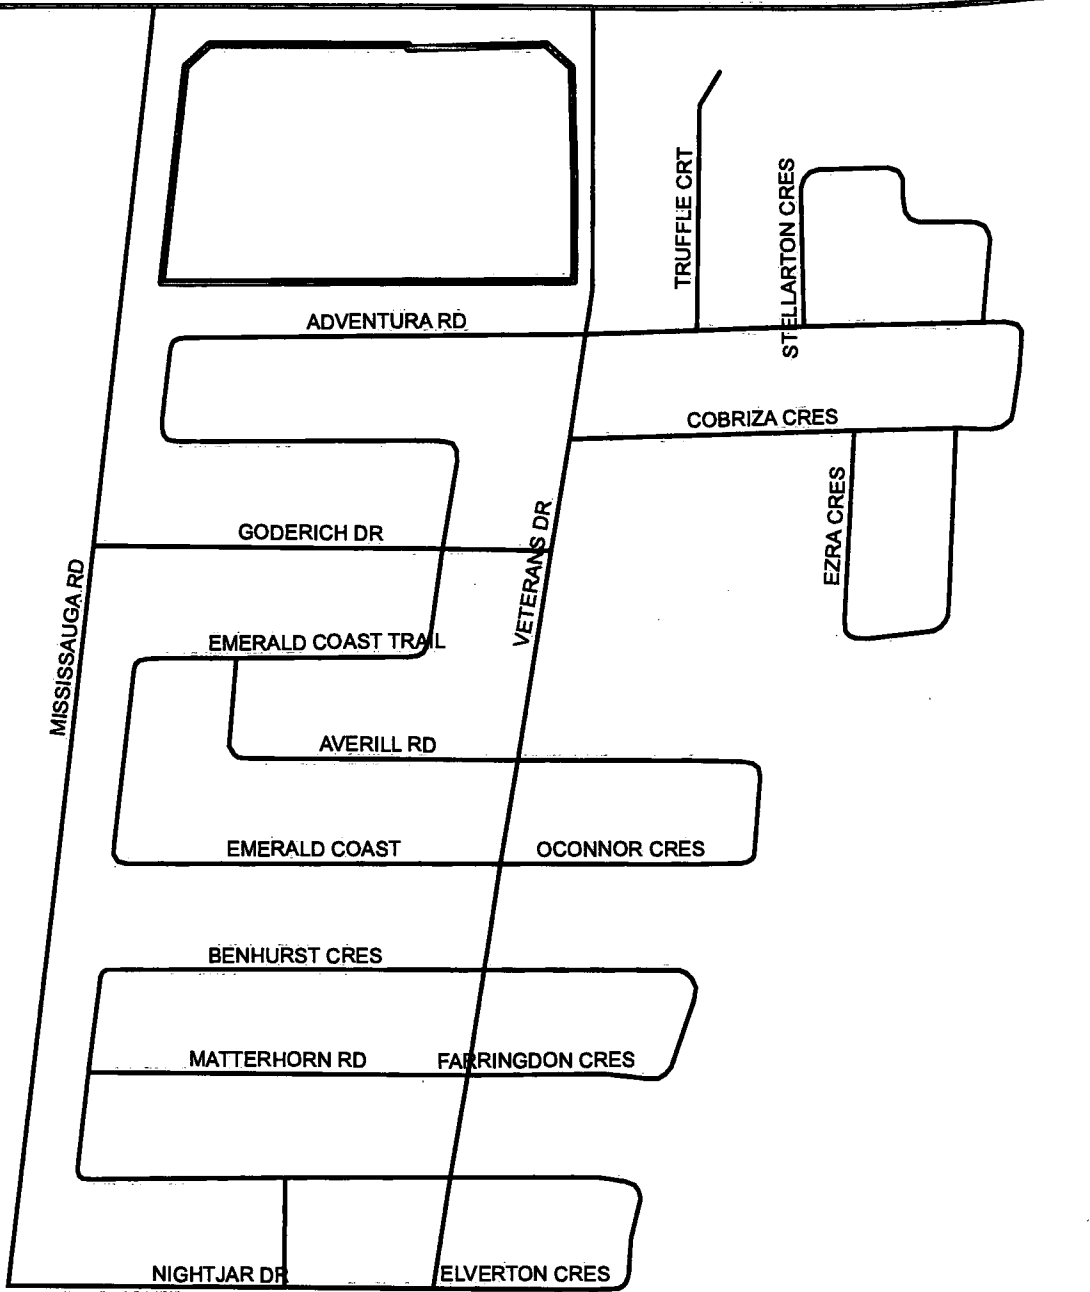 TRUFFLE CRT
STELLARTON CRES
ADVENTURA RD
COBRIZA CRES
EZRA CRES
GODERICH DR
VETERANS DR
MISSISSAUGA RD
EMERALD COAST TRAIL
AVERILL RD
EMERALD COAST
OCONNOR CRES
BENHURST CRES
MATTERHORN RD
FARRINGDON CRES
NIGHTJAR DR
ELVERTON CRES